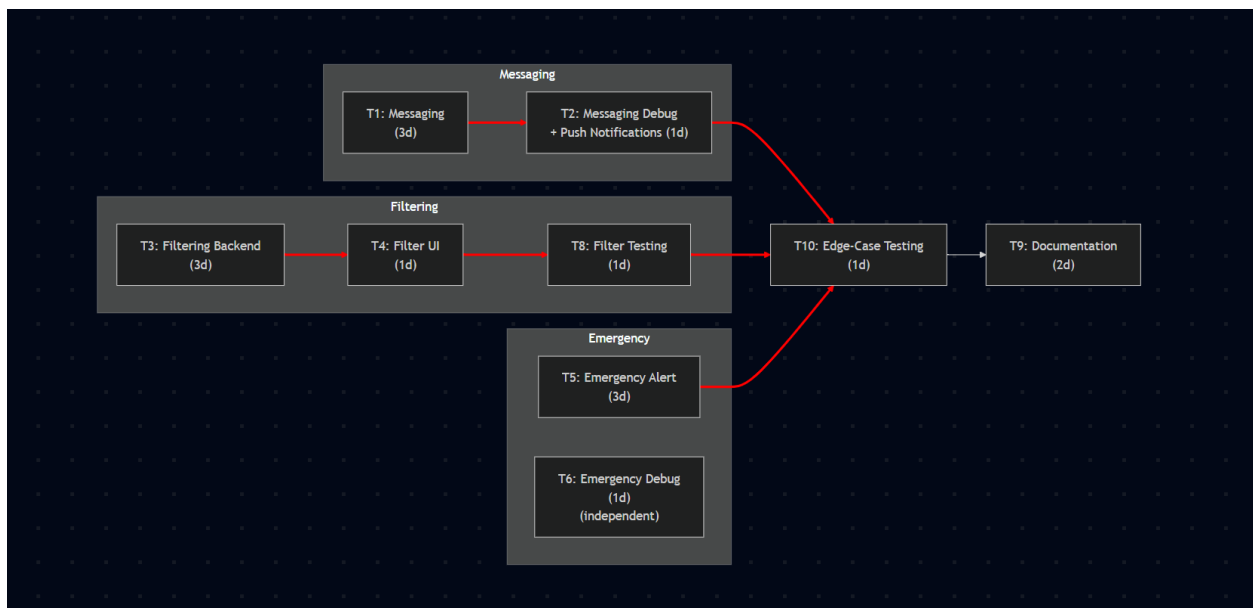 Messaging
T1: Messaging
(3d)
T2: Messaging Debug
+ Push Notifications (1d)
Filtering
T3: Filtering Backend
(3d)
T4: Filter UI
(1d)
T8: Filter Testing
(1d)
T10: Edge-Case Testing
(1d)
T9: Documentation
(2d)
Emergency
T5: Emergency Alert
(3d)
T6: Emergency Debug
(1d)
(independent)